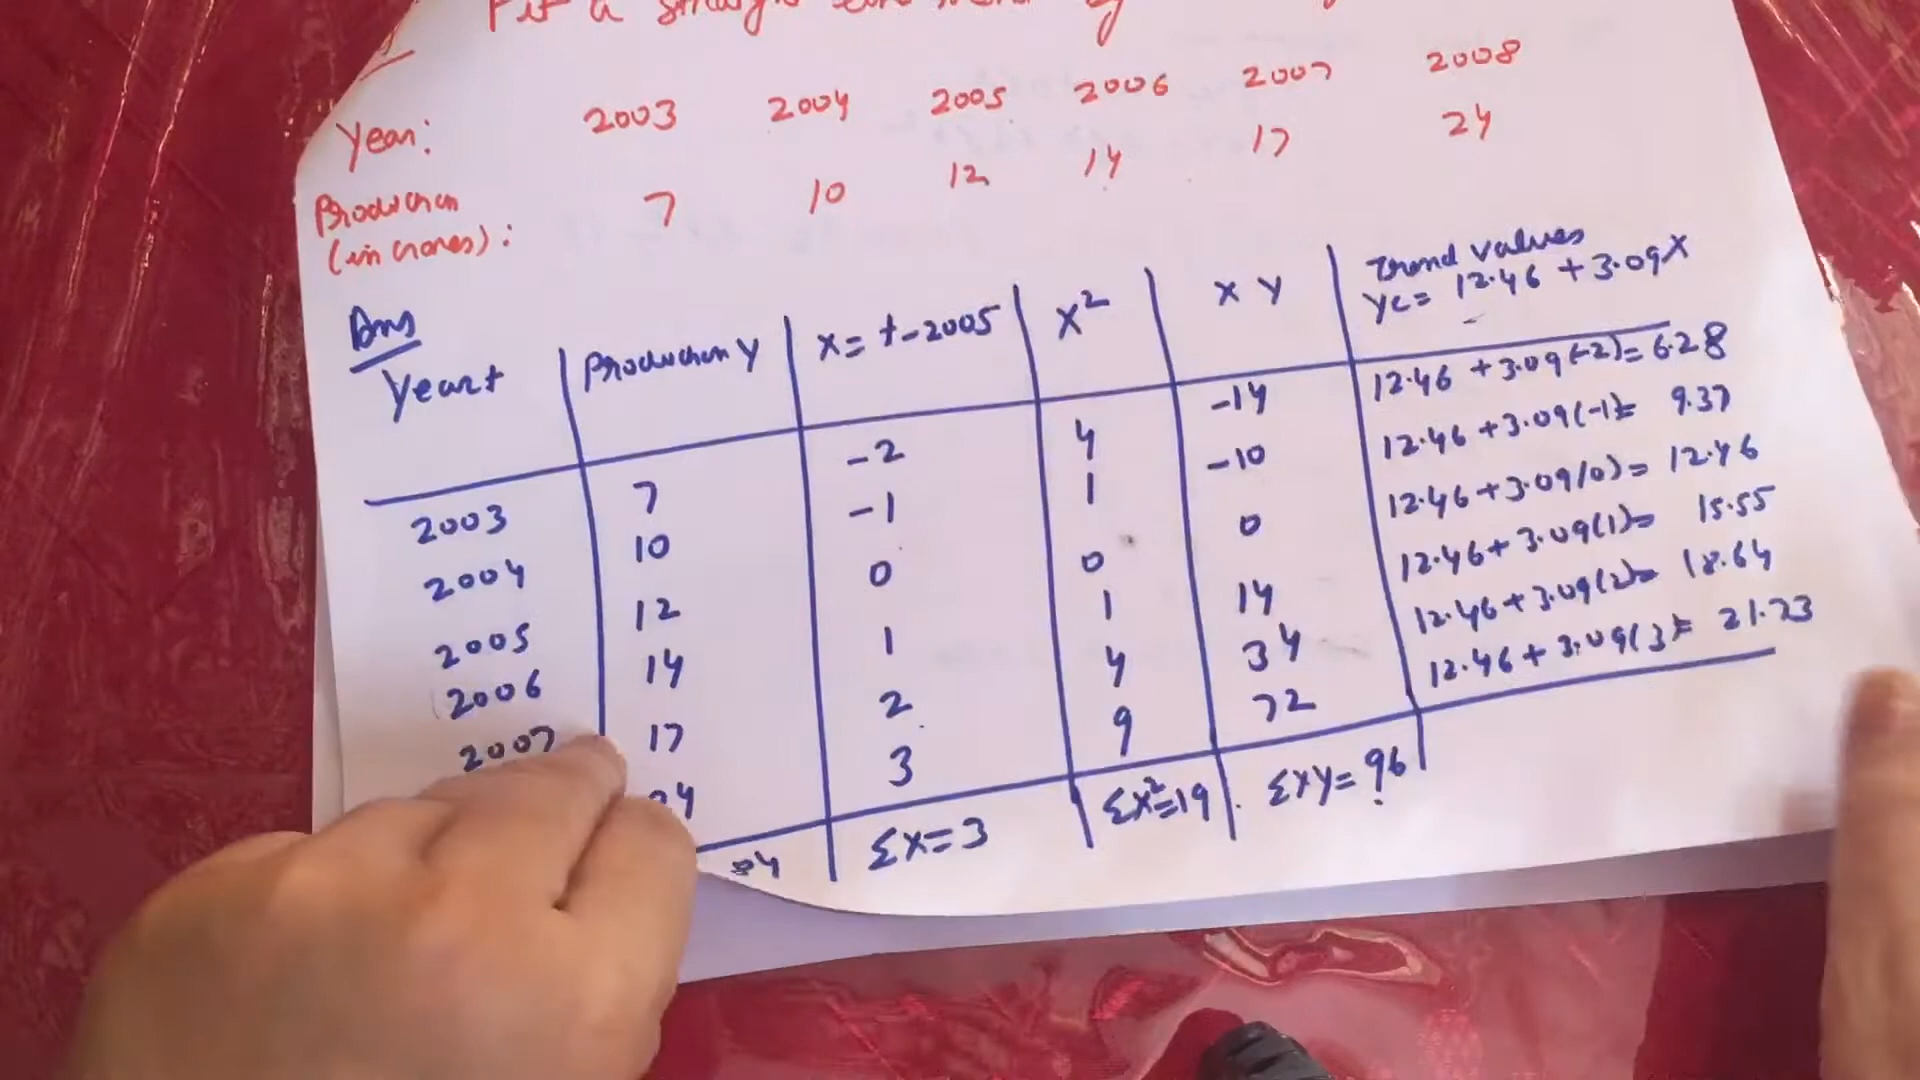 Fit a straight
Year: 2003 2004 2005 2006 2007 2008
Production (in crores): 7 10 12 14 17 24
Ans
Year t Production Y X= t-2005 X² XY Trend values Yc= 12.46 + 3.09X
2003 7 -2 4 -14 12.46 + 3.09(-2)= 6.28
2004 10 -1 1 -10 12.46 + 3.09(-1)= 9.37
2005 12 0 0 0 12.46 + 3.09(0)= 12.46
2006 14 1 1 14 12.46 + 3.09(1)= 15.55
2007 17 2 4 34 12.46 + 3.09(2)= 18.64
24 3 9 72 12.46 + 3.09(3)= 21.73
84 ΣX=3 ΣX²=19 ΣXY= 96